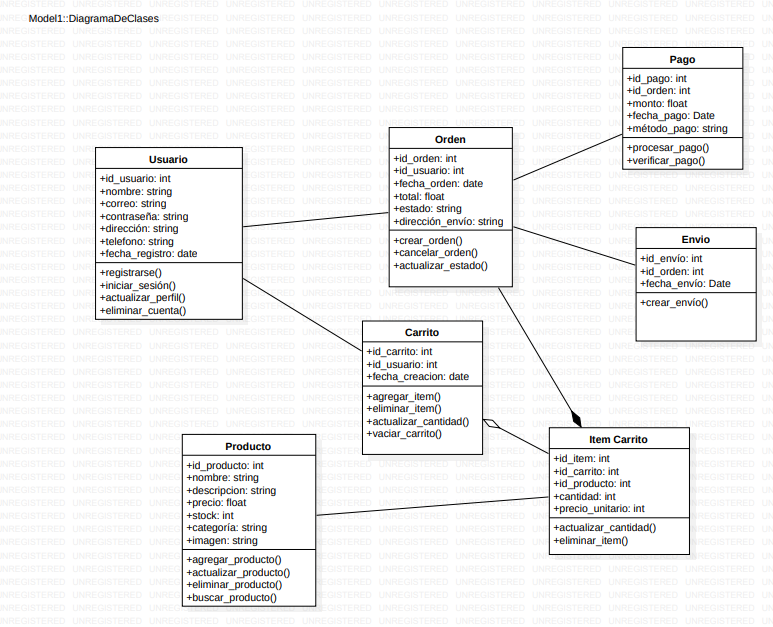 Model1::DiagramaDeClases
Pago
+id_pago: int
+id_orden: int
+monto: float
+fecha_pago: Date
+método_pago: string
+procesar_pago()
+verificar_pago()
Orden
+id_orden: int
+id_usuario: int
+fecha_orden: date
+total: float
+estado: string
+dirección_envío: string
+crear_orden()
+cancelar_orden()
+actualizar_estado()
Usuario
+id_usuario: int
+nombre: string
+correo: string
+contraseña: string
+dirección: string
+telefono: string
+fecha_registro: date
+registrarse()
+iniciar_sesión()
+actualizar_perfil()
+eliminar_cuenta()
Envio
+id_envío: int
+id_orden: int
+fecha_envío: Date
+crear_envío()
Carrito
+id_carrito: int
+id_usuario: int
+fecha_creacion: date
+agregar_item()
+eliminar_item()
+actualizar_cantidad()
+vaciar_carrito()
Item Carrito
+id_item: int
+id_carrito: int
+id_producto: int
+cantidad: int
+precio_unitario: int
+actualizar_cantidad()
+eliminar_item()
Producto
+id_producto: int
+nombre: string
+descripcion: string
+precio: float
+stock: int
+categoría: string
+imagen: string
+agregar_producto()
+actualizar_producto()
+eliminar_producto()
+buscar_producto()